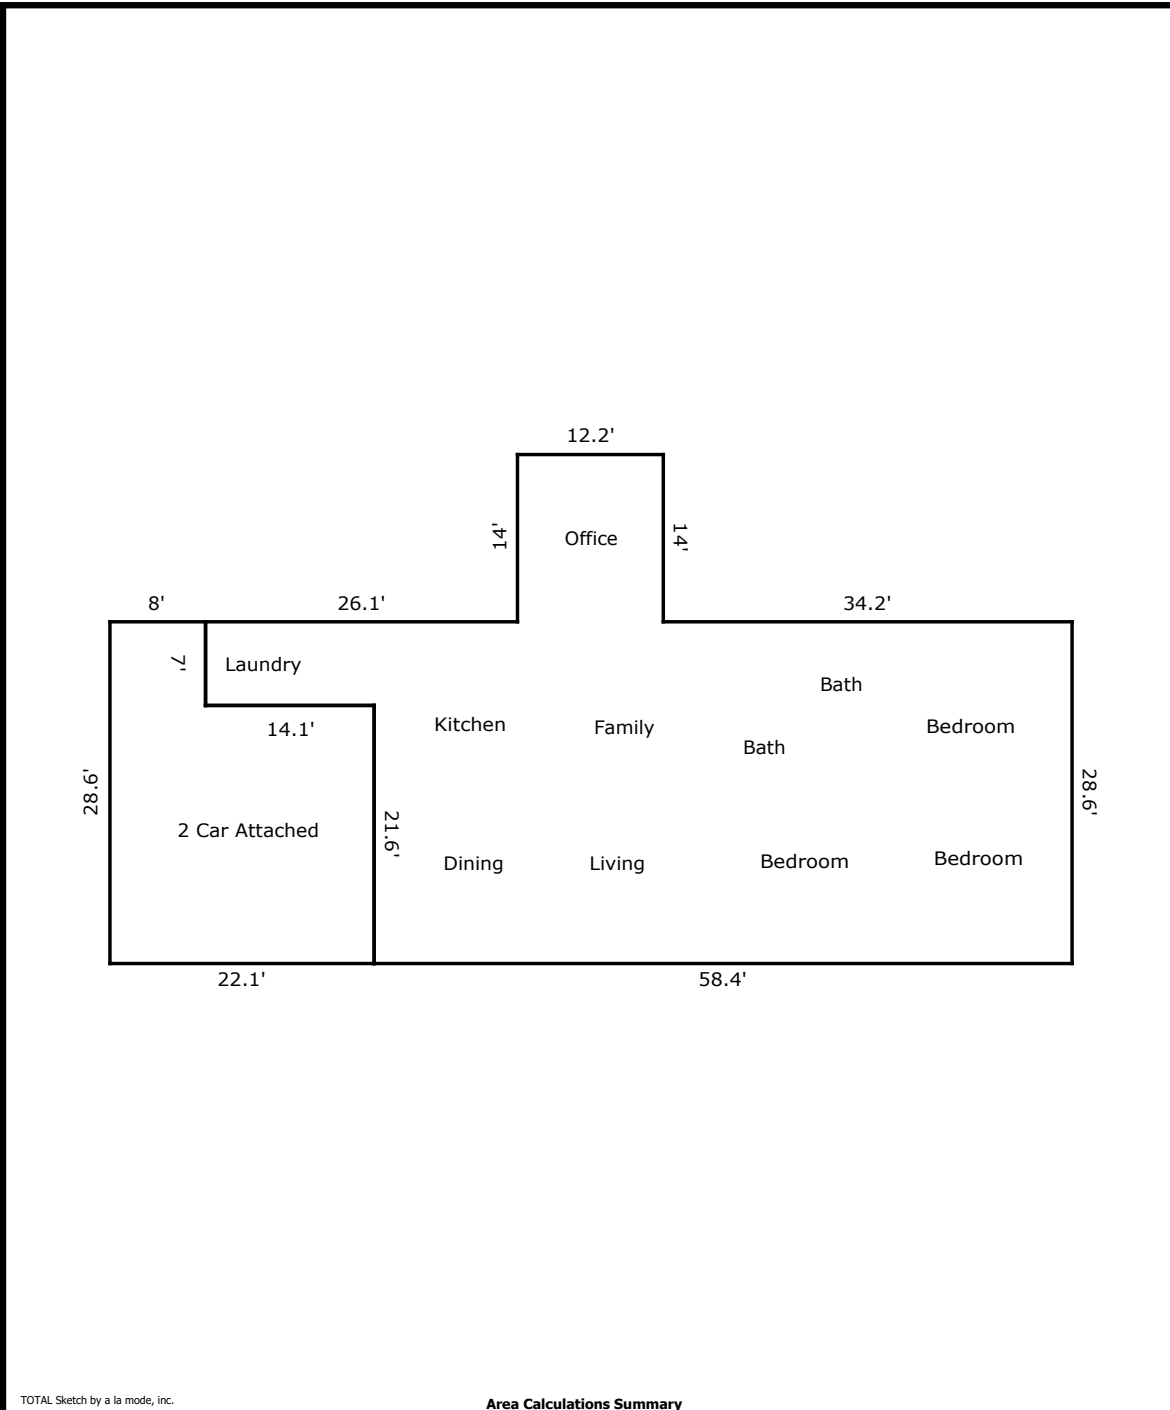 12.2'
14'
Office
14'
8'
26.1'
34.2'
7'
Laundry
Bath
14.1'
Kitchen
Family
Bath
Bedroom
28.6'
28.6'
2 Car Attached
21.6'
Dining
Living
Bedroom
Bedroom
22.1'
58.4'
TOTAL Sketch by a la mode, inc.
Area Calculations Summary